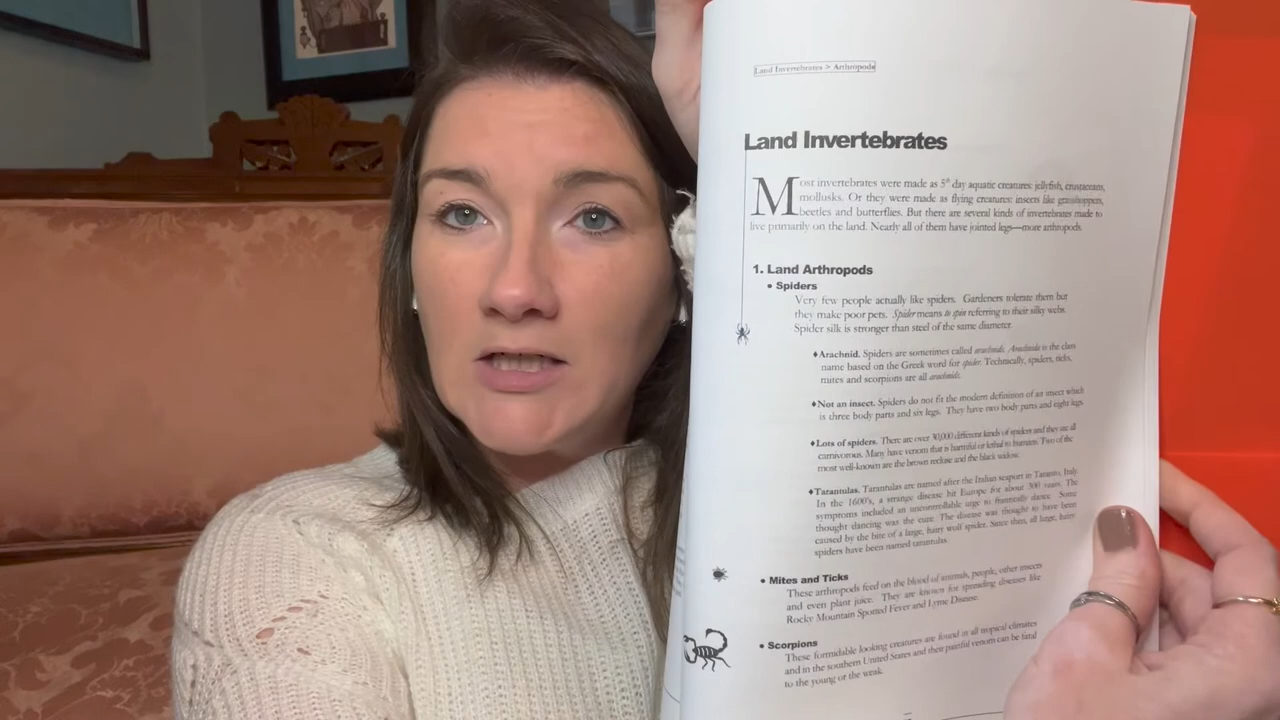 Land Invertebrates > Arthropods
Land Invertebrates
Most invertebrates were made as 5th day aquatic creatures: jellyfish, crustaceans,
mollusks. Or they were made as flying creatures: insects like grasshoppers,
beetles and butterflies. But there are several kinds of invertebrates made to
live primarily on the land. Nearly all of them have jointed legs—more arthropods.
1. Land Arthropods
• Spiders
Very few people actually like spiders. Gardeners tolerate them but
they make poor pets. Spider means to spin referring to their silky webs.
Spider silk is stronger than steel of the same diameter.
♦Arachnid. Spiders are sometimes called arachnids. Arachnida is the class
name based on the Greek word for spider. Technically, spiders, ticks,
mites and scorpions are all arachnids.
♦Not an insect. Spiders do not fit the modern definition of an insect which
is three body parts and six legs. They have two body parts and eight legs.
♦Lots of spiders. There are over 30,000 different kinds of spiders and they are all
carnivorous. Many have venom that is harmful or lethal to humans. Two of the
most well-known are the brown recluse and the black widow.
♦Tarantulas. Tarantulas are named after the Italian seaport in Taranto, Italy.
In the 1600's, a strange disease hit Europe for about 300 years. The
symptoms included an uncontrollable urge to frantically dance. Some
thought dancing was the cure. The disease was thought to have been
caused by the bite of a large, hairy wolf spider. Since then, all large, hairy
spiders have been named tarantulas.
• Mites and Ticks
These arthropods feed on the blood of animals, people, other insects
and even plant juice. They are known for spreading diseases like
Rocky Mountain Spotted Fever and Lyme Disease.
• Scorpions
These formidable looking creatures are found in all tropical climates
and in the southern United States and their painful venom can be fatal
to the young or the weak.